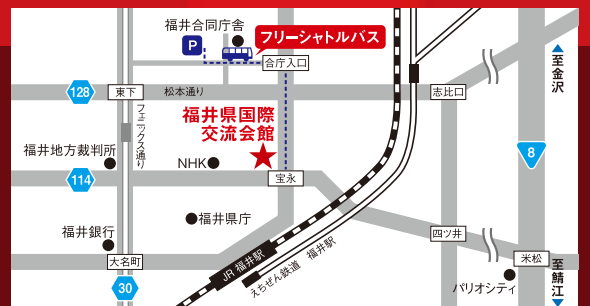 福井合同庁舎
フリーシャトルバス
P
合庁入口
至金沢
128
東下
松本通り
志比口
フェニックス通り
福井県国際
交流会館
福井地方裁判所
NHK
8
114
宝永
福井県庁
福井銀行
四ツ井
大名町
JR 福井駅
えちぜん鉄道 福井駅
米松
至鯖江
30
パリオシティ